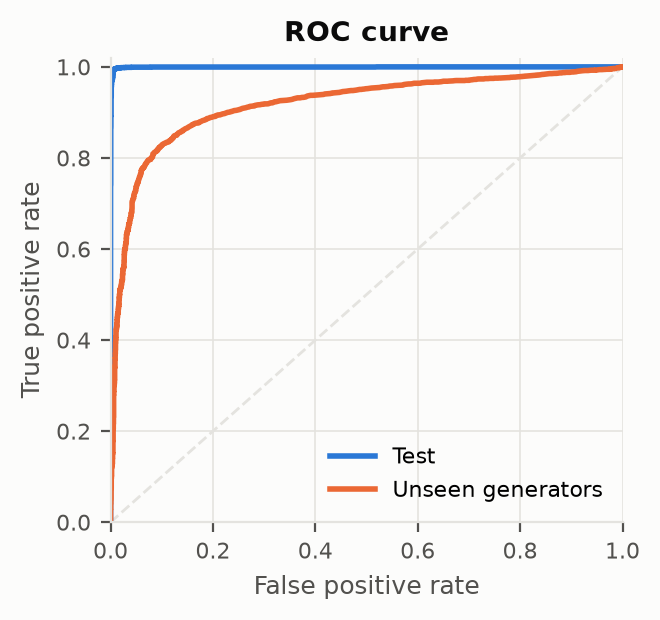 ROC curve
1.0
0.8
0.6
0.4
0.2
0.0
True positive rate
Test
Unseen generators
0.0 0.2 0.4 0.6 0.8 1.0
False positive rate